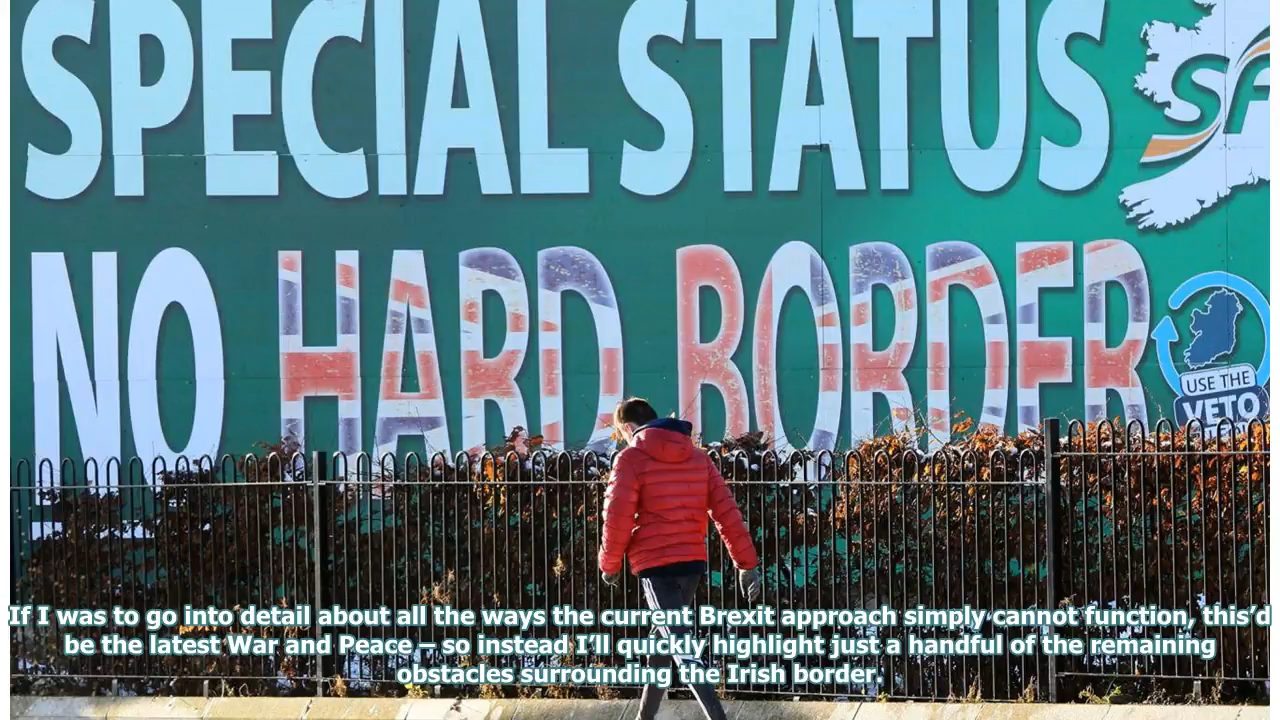 SPECIAL STATUS
SF
NO HARD BORDER
USE THE
VETO
If I was to go into detail about all the ways the current Brexit approach simply cannot function, this'd
be the latest War and Peace – so instead I'll quickly highlight just a handful of the remaining
obstacles surrounding the Irish border.